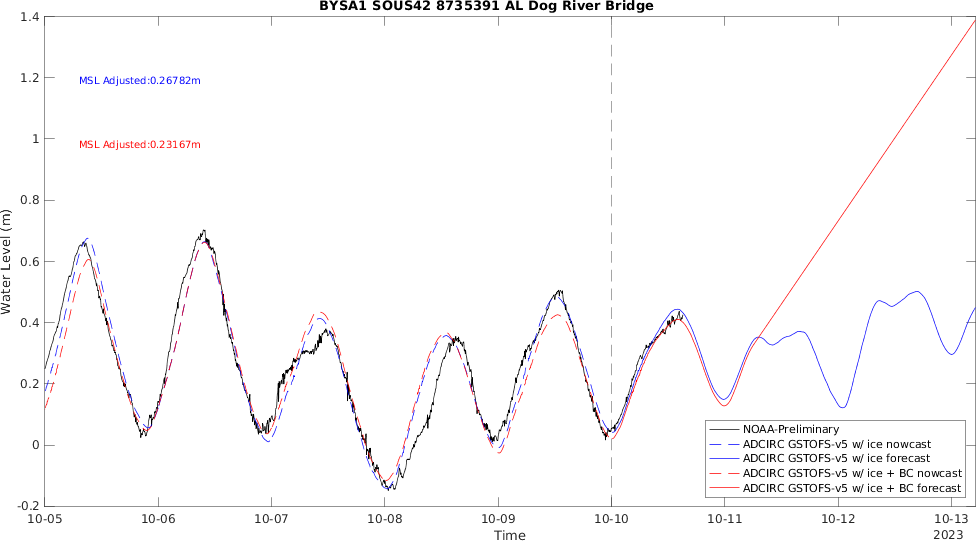 BYSA1 SOUS42 8735391 AL Dog River Bridge
1.4
1.2
1
0.8
0.6
0.4
0.2
0
-0.2
Water Level (m)
MSL Adjusted:0.26782m
MSL Adjusted:0.23167m
NOAA-Preliminary
ADCIRC GSTOFS-v5 w/ ice nowcast
ADCIRC GSTOFS-v5 w/ ice forecast
ADCIRC GSTOFS-v5 w/ ice + BC nowcast
ADCIRC GSTOFS-v5 w/ ice + BC forecast
10-05 10-06 10-07 10-08 10-09 10-10 10-11 10-12 10-13
Time
2023